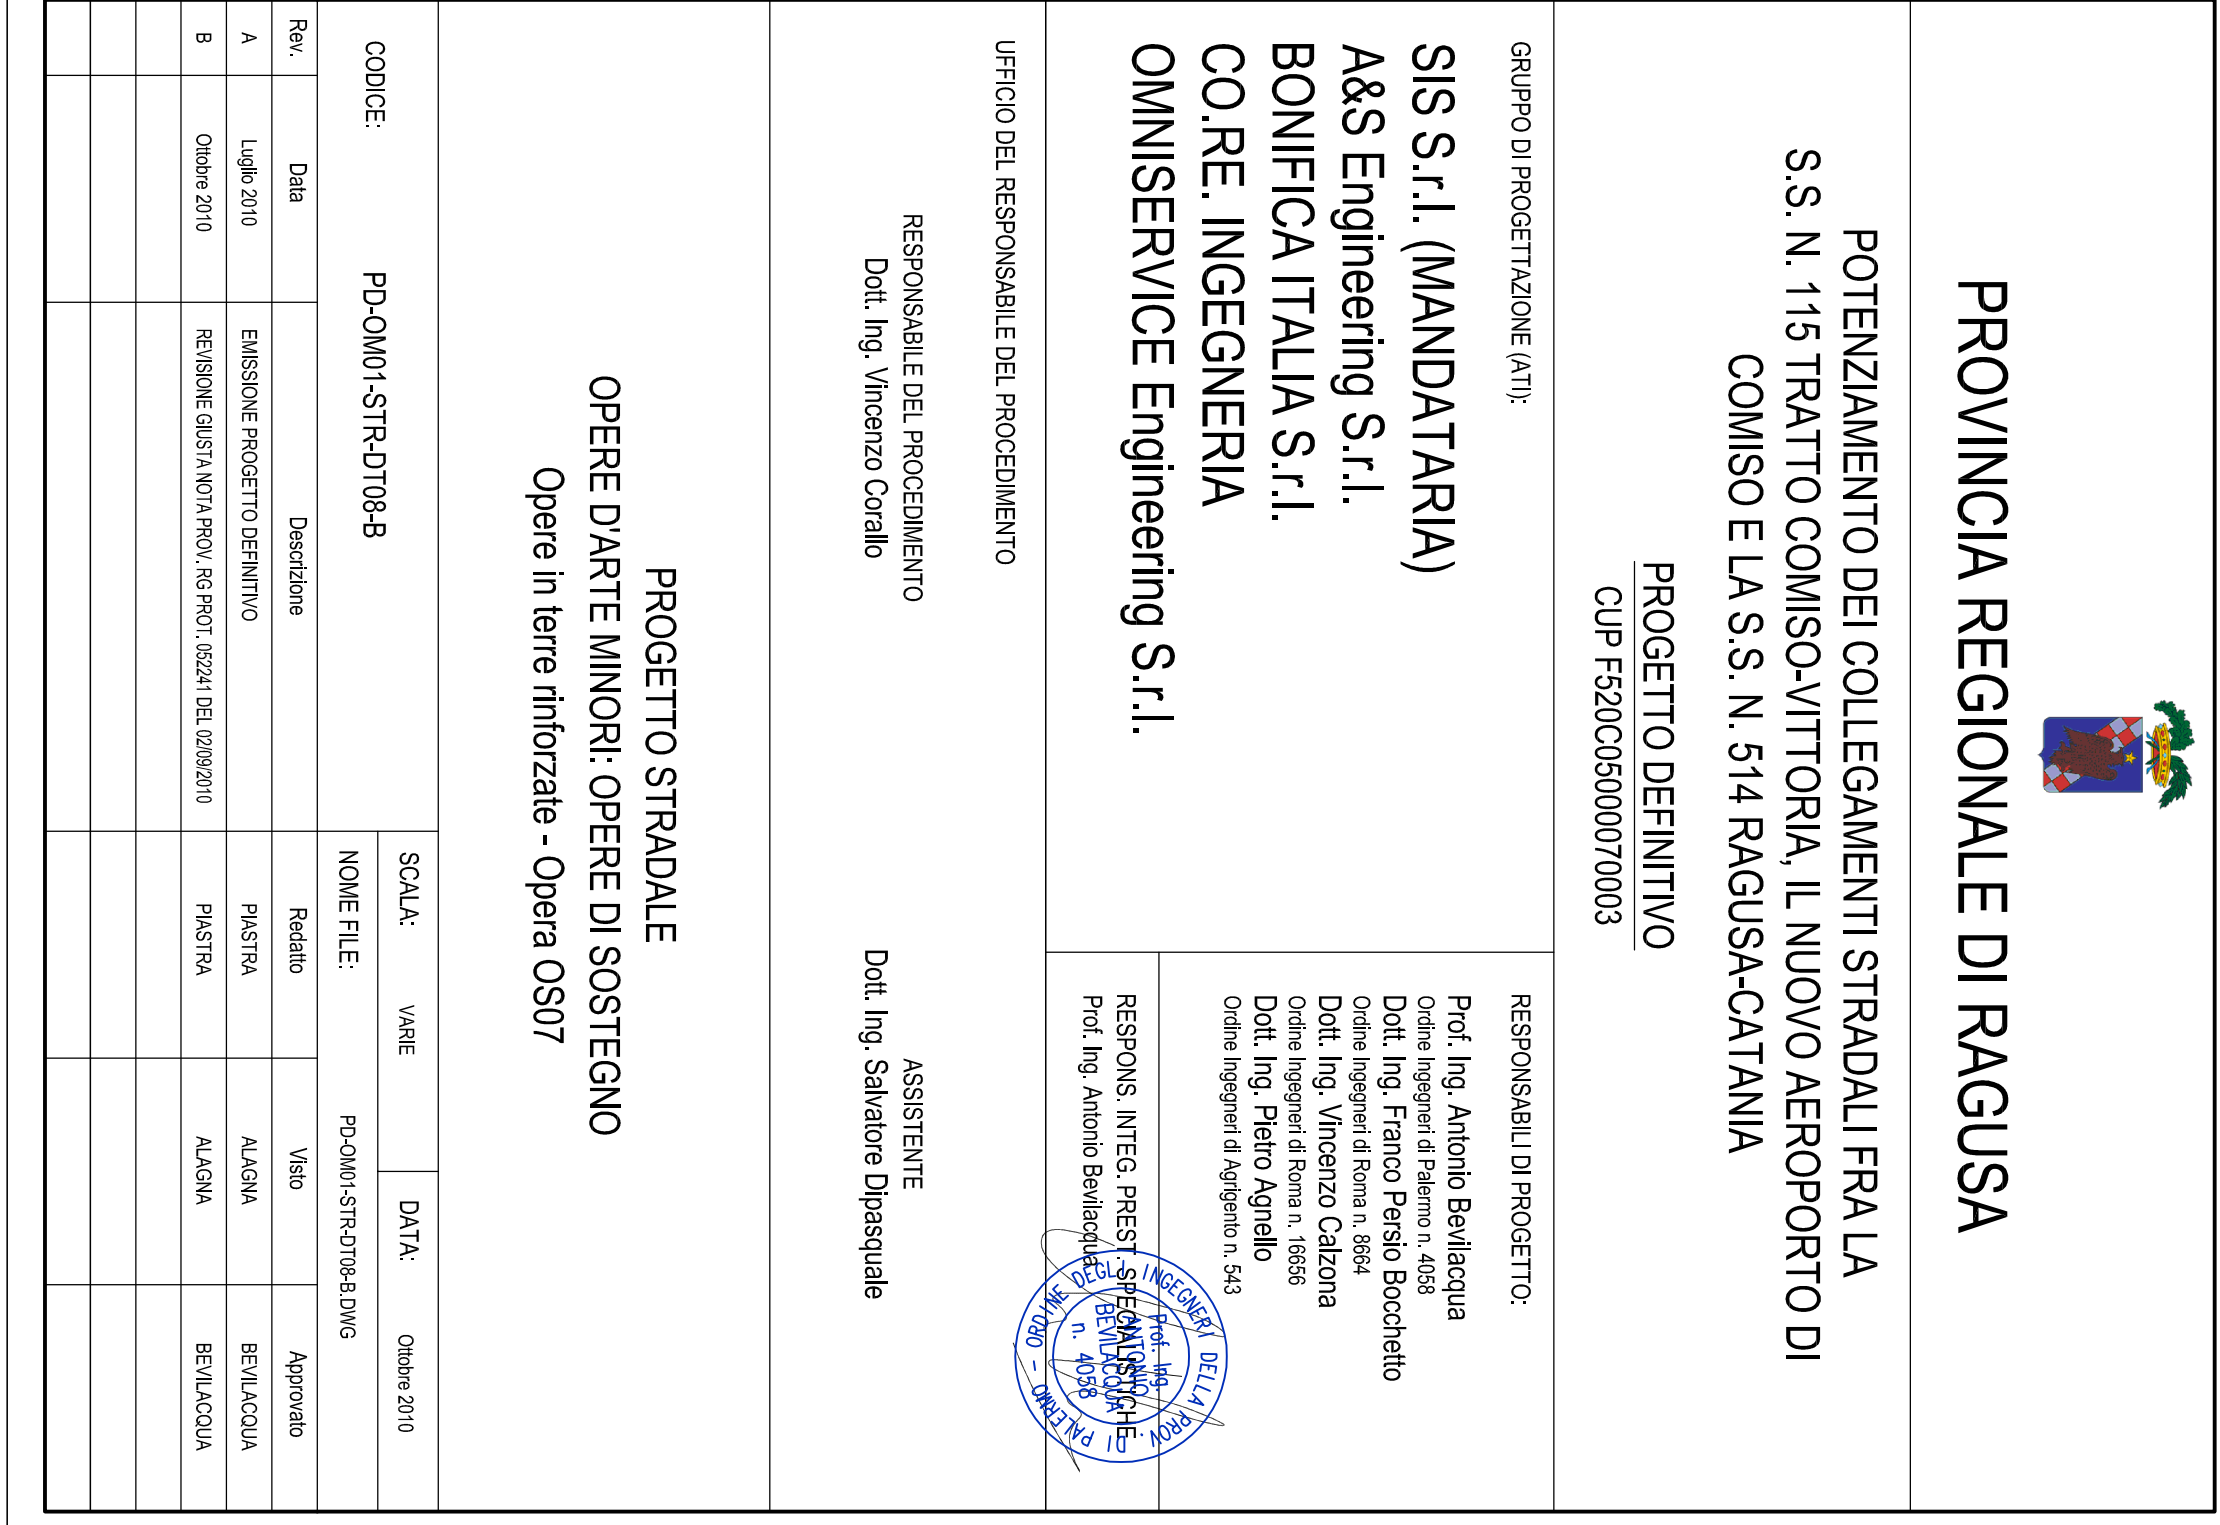 PROVINCIA REGIONALE DI RAGUSA
POTENZIAMENTO DEI COLLEGAMENTI STRADALI FRA LA
S.S. N. 115 TRATTO COMISO-VITTORIA, IL NUOVO AEROPORTO DI
COMISO E LA S.S. N. 514 RAGUSA-CATANIA
PROGETTO DEFINITIVO
CUP F520C05000070003
GRUPPO DI PROGETTAZIONE (ATI):
SIS S.r.l. (MANDATARIA)
A&S Engineering S.r.l.
BONIFICA ITALIA S.r.l.
CO.RE. INGEGNERIA
OMNISERVICE Engineering S.r.l.
RESPONSABILI DI PROGETTO:
Prof. Ing. Antonio Bevilacqua
Ordine Ingegneri di Palermo n. 4058
Dott. Ing. Franco Persio Bocchetto
Ordine Ingegneri di Roma n. 8664
Dott. Ing. Vincenzo Calzona
Ordine Ingegneri di Roma n. 16656
Dott. Ing. Pietro Agnello
Ordine Ingegneri di Agrigento n. 543
RESPONS. INTEG. PREST. SPECIALISTICHE
Prof. Ing. Antonio Bevilacqua
ORDINE DEGLI INGEGNERI DELLA PROV. DI PALERMO -
Prof. Ing.
ANTONIO
BEVILACQUA
n. 4058
UFFICIO DEL RESPONSABILE DEL PROCEDIMENTO
RESPONSABILE DEL PROCEDIMENTO
Dott. Ing. Vincenzo Corallo
ASSISTENTE
Dott. Ing. Salvatore Dipasquale
PROGETTO STRADALE
OPERE D'ARTE MINORI: OPERE DI SOSTEGNO
Opere in terre rinforzate - Opera OS07
CODICE: PD-OM01-STR-DT08-B
SCALA: VARIE
DATA: Ottobre 2010
NOME FILE: PD-OM01-STR-DT08-B.DWG
Rev. Data Descrizione Redatto Visto Approvato
A Luglio 2010 EMISSIONE PROGETTO DEFINITIVO PIASTRA ALAGNA BEVILACQUA
B Ottobre 2010 REVISIONE GIUSTA NOTA PROV. RG PROT. 052241 DEL 02/09/2010 PIASTRA ALAGNA BEVILACQUA